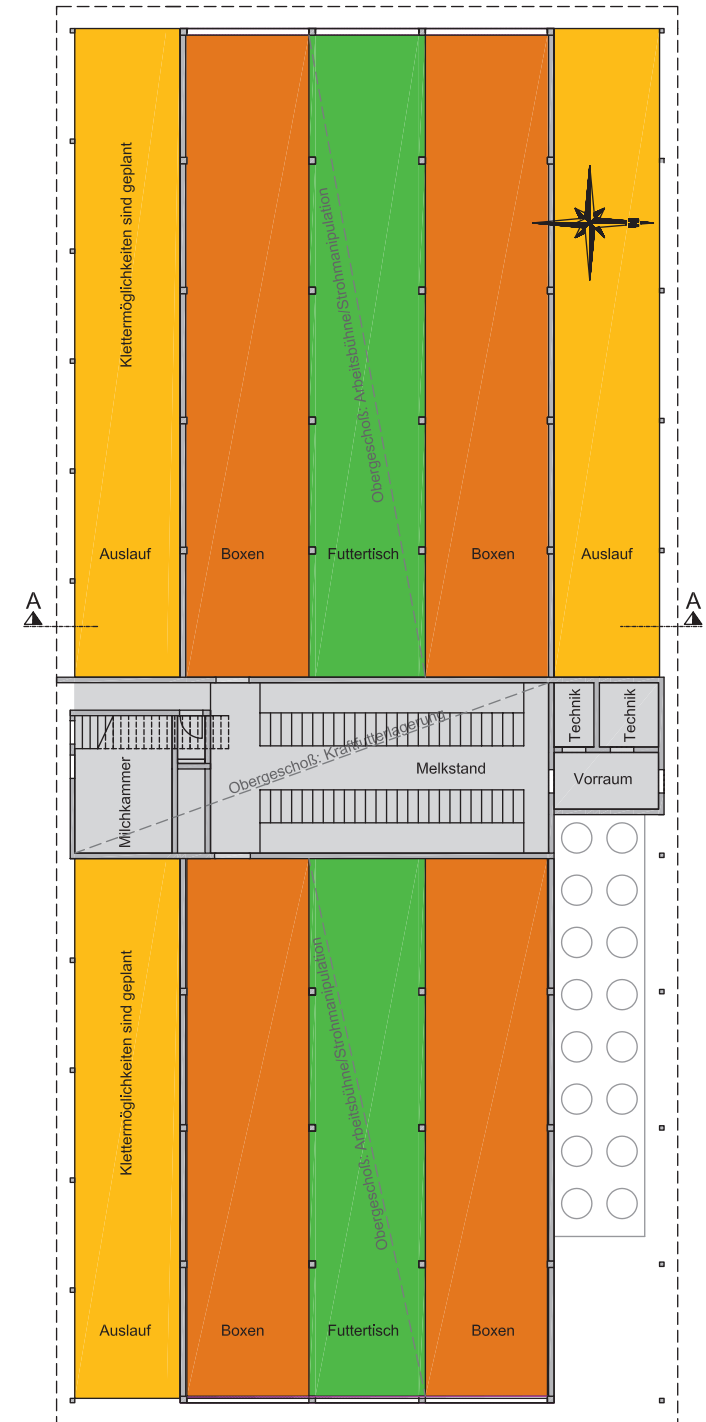 Klettermöglichkeiten sind geplant
Obergeschoß: Arbeitsbühne/Strohmanipulation
N
Auslauf
Boxen
Futtertisch
Boxen
Auslauf
A
A
Technik
Technik
Obergeschoß: Kraftfutterlagerung
Melkstand
Vorraum
Milchkammer
Klettermöglichkeiten sind geplant
Obergeschoß: Arbeitsbühne/Strohmanipulation
Auslauf
Boxen
Futtertisch
Boxen